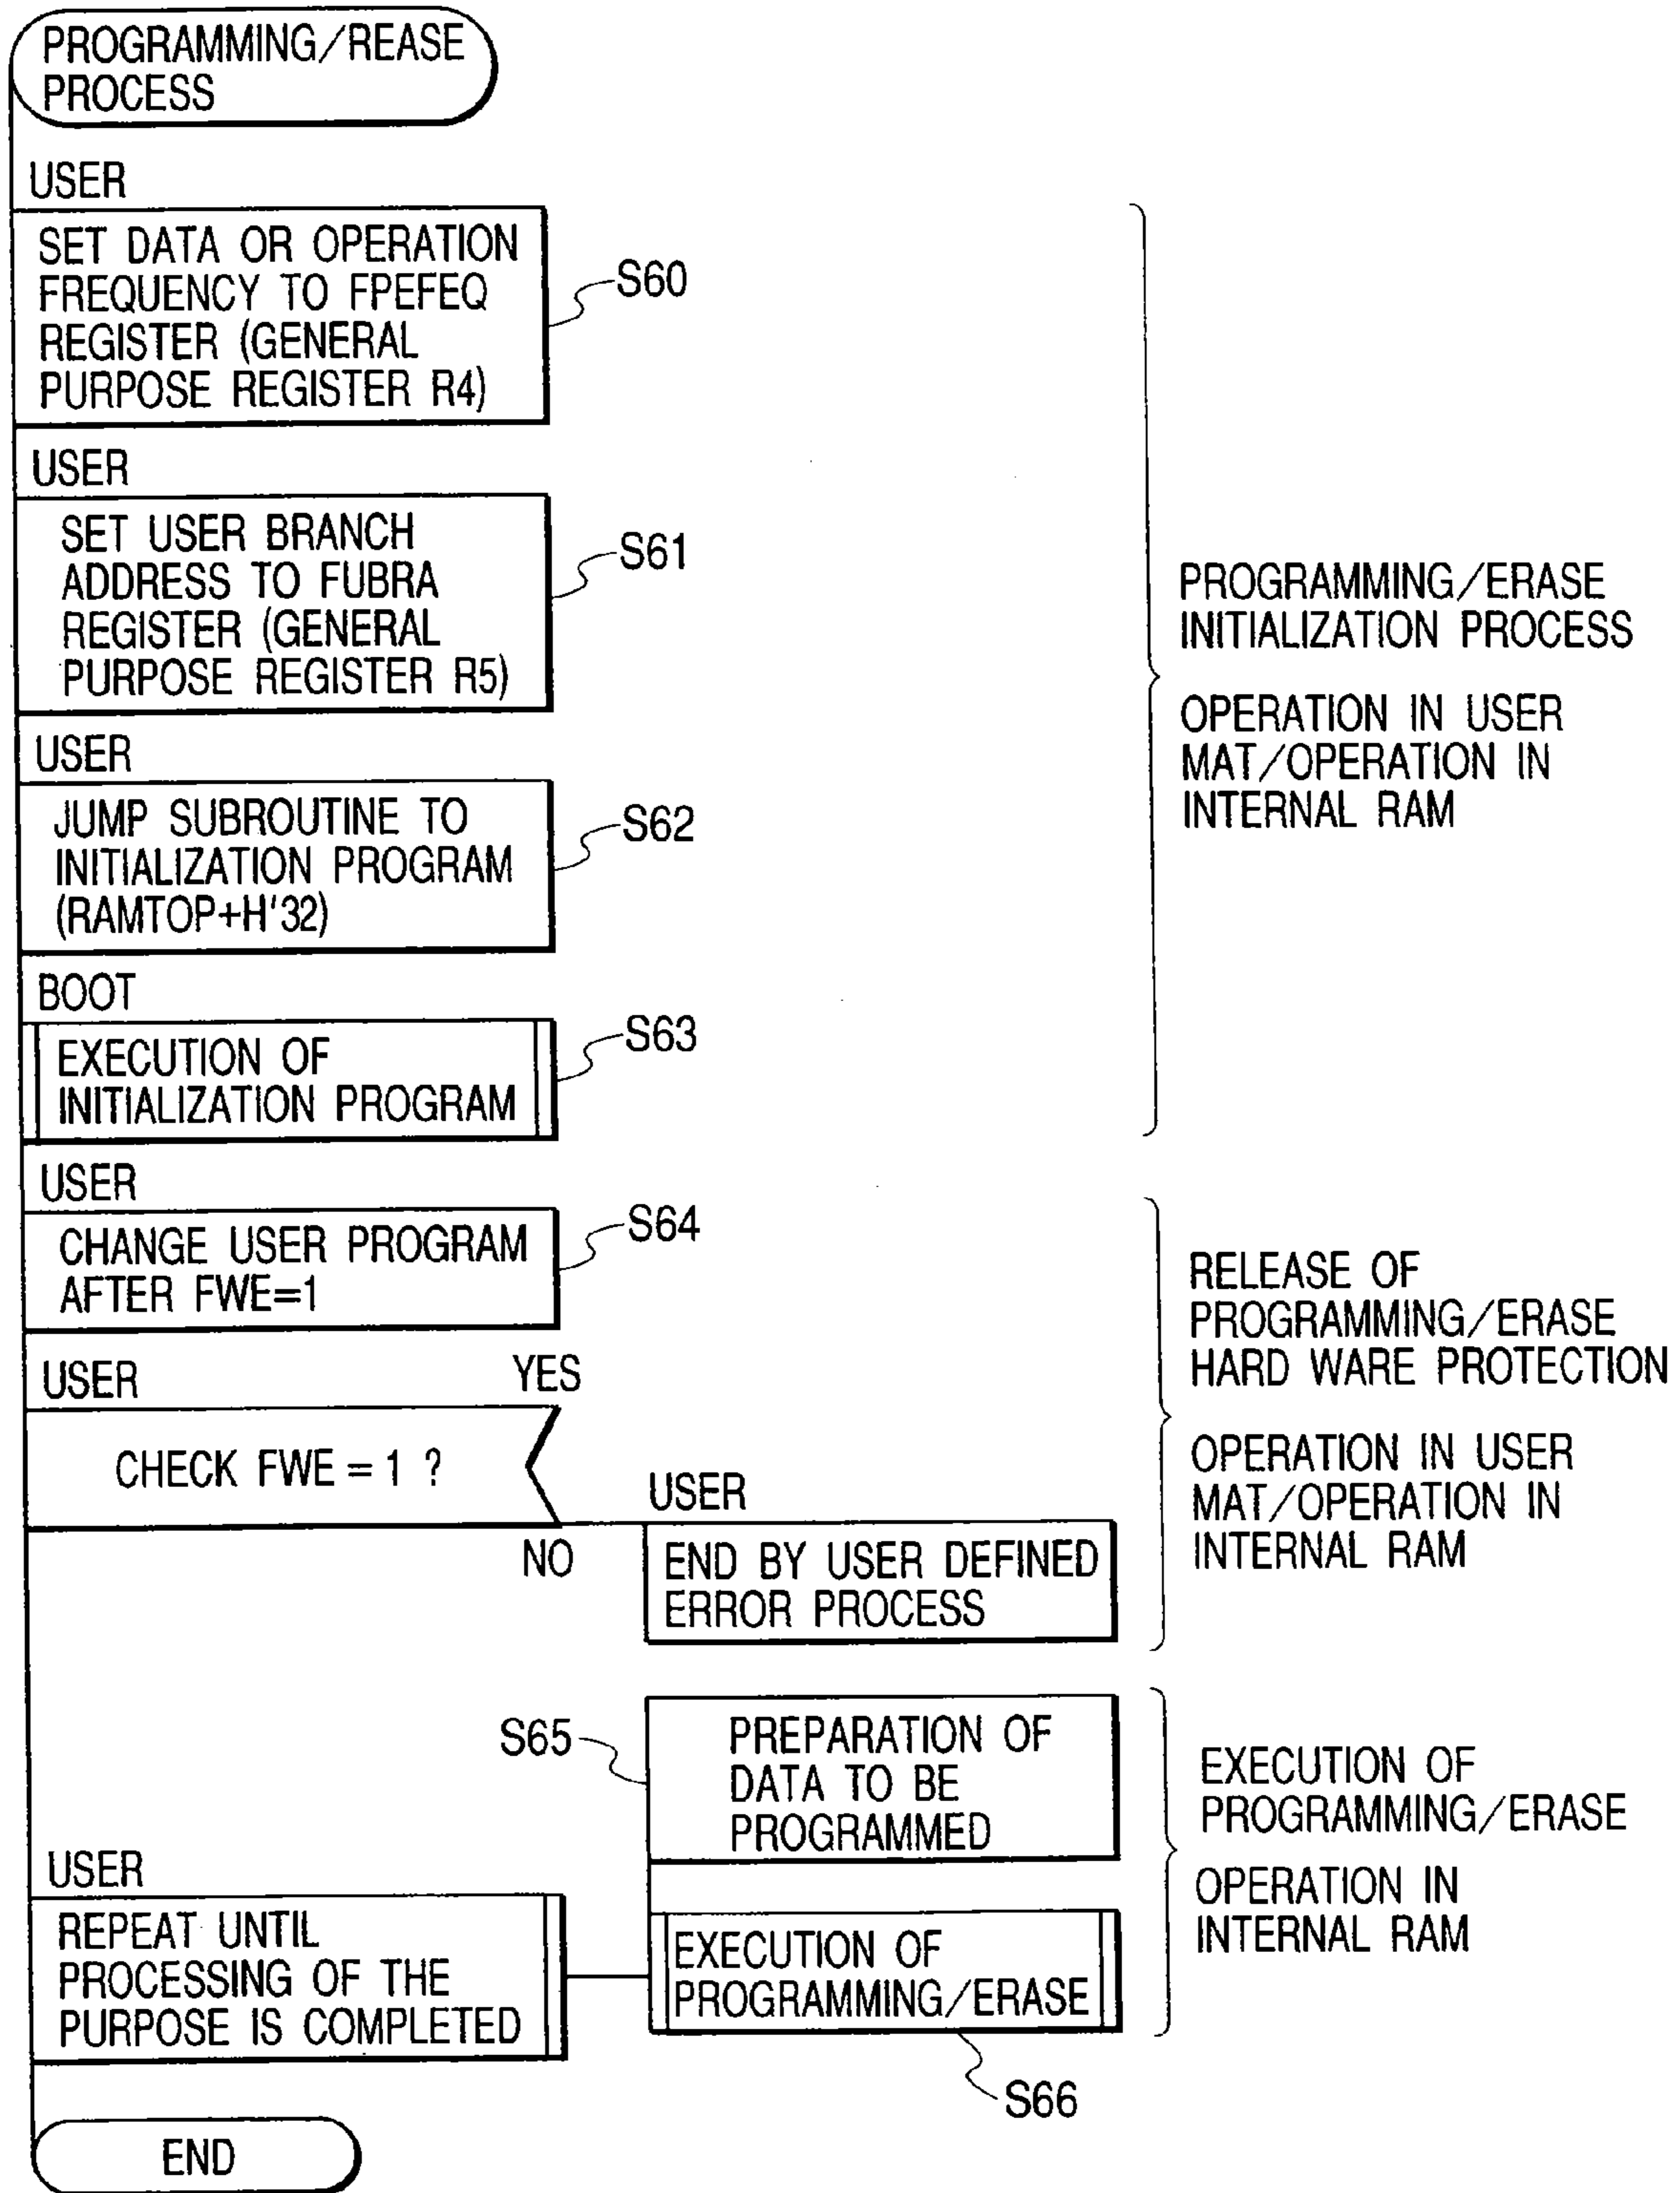 PROGRAMMING/REASE
PROCESS
USER
SET DATA OR OPERATION
FREQUENCY TO FPEFEQ
REGISTER (GENERAL
PURPOSE REGISTER R4)
S60
USER
SET USER BRANCH
ADDRESS TO FUBRA
REGISTER (GENERAL
PURPOSE REGISTER R5)
S61
USER
JUMP SUBROUTINE TO
INITIALIZATION PROGRAM
(RAMTOP+H'32)
S62
BOOT
EXECUTION OF
INITIALIZATION PROGRAM
S63
PROGRAMMING/ERASE
INITIALIZATION PROCESS
OPERATION IN USER
MAT/OPERATION IN
INTERNAL RAM
USER
CHANGE USER PROGRAM
AFTER FWE=1
S64
USER
YES
CHECK FWE = 1 ?
NO
USER
END BY USER DEFINED
ERROR PROCESS
RELEASE OF
PROGRAMMING/ERASE
HARD WARE PROTECTION
OPERATION IN USER
MAT/OPERATION IN
INTERNAL RAM
S65
PREPARATION OF
DATA TO BE
PROGRAMMED
USER
REPEAT UNTIL
PROCESSING OF THE
PURPOSE IS COMPLETED
EXECUTION OF
PROGRAMMING/ERASE
S66
EXECUTION OF
PROGRAMMING/ERASE
OPERATION IN
INTERNAL RAM
END